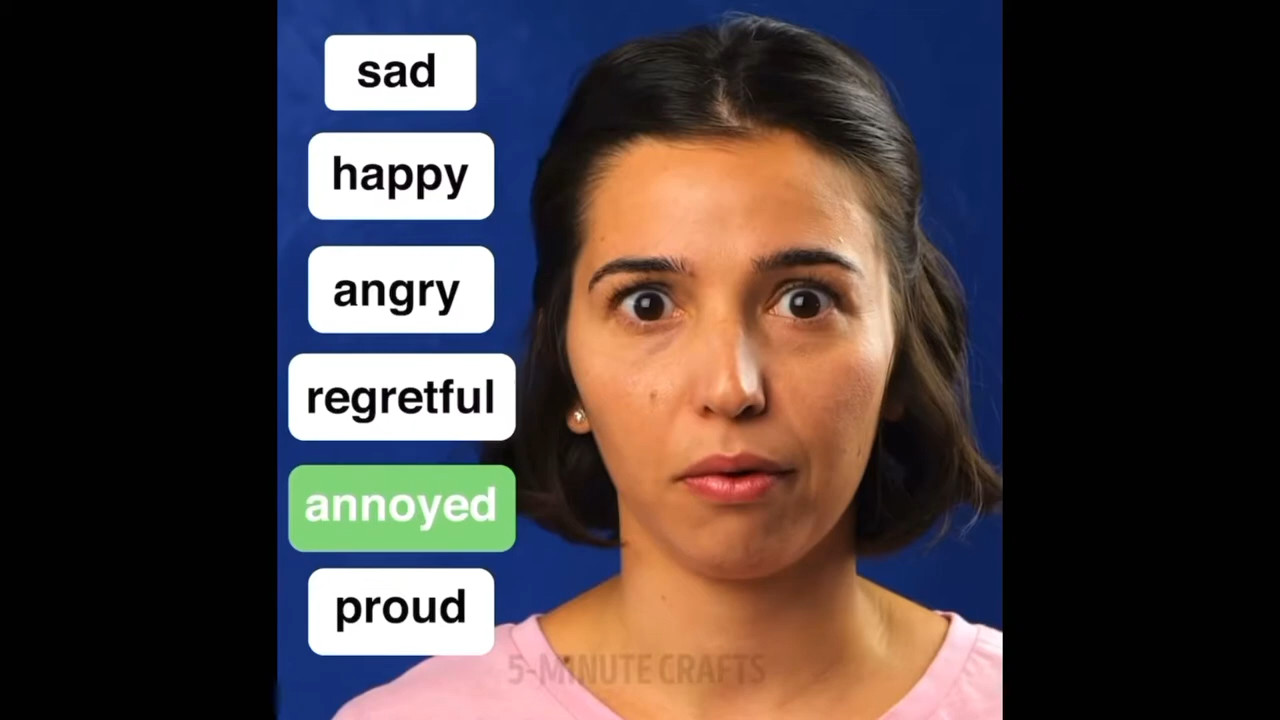 sad
happy
angry
regretful
annoyed
proud
5-MINUTE CRAFTS